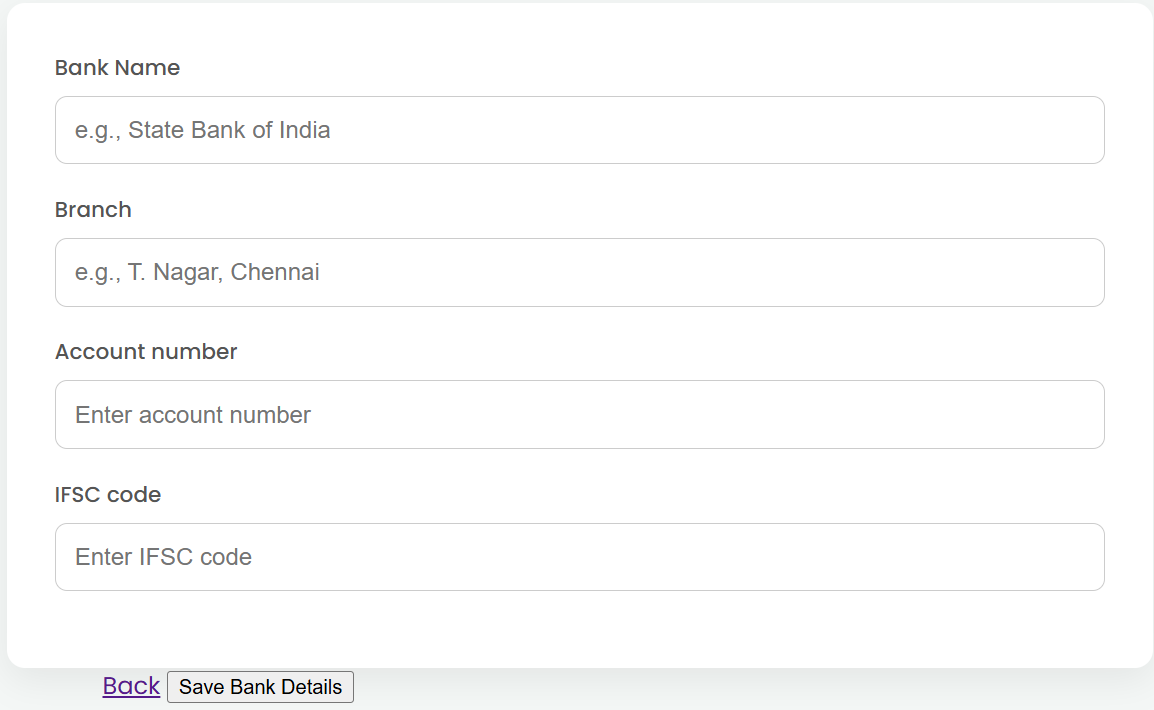 Bank Name
e.g., State Bank of India
Branch
e.g., T. Nagar, Chennai
Account number
Enter account number
IFSC code
Enter IFSC code
Back Save Bank Details